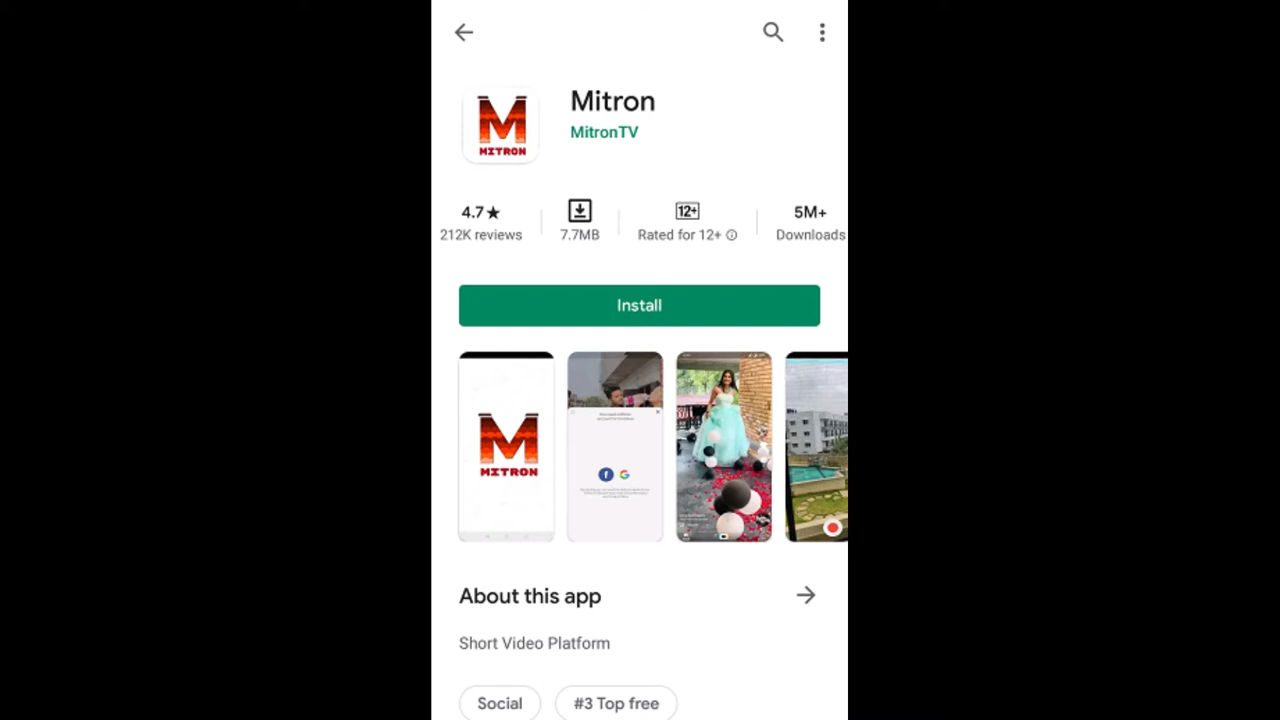 Mitron
MitronTV
M
MITRON
4.7★
212K reviews
7.7MB
12+
Rated for 12+
5M+
Downloads
Install
M
MITRON
About this app
Short Video Platform
Social
#3 Top free